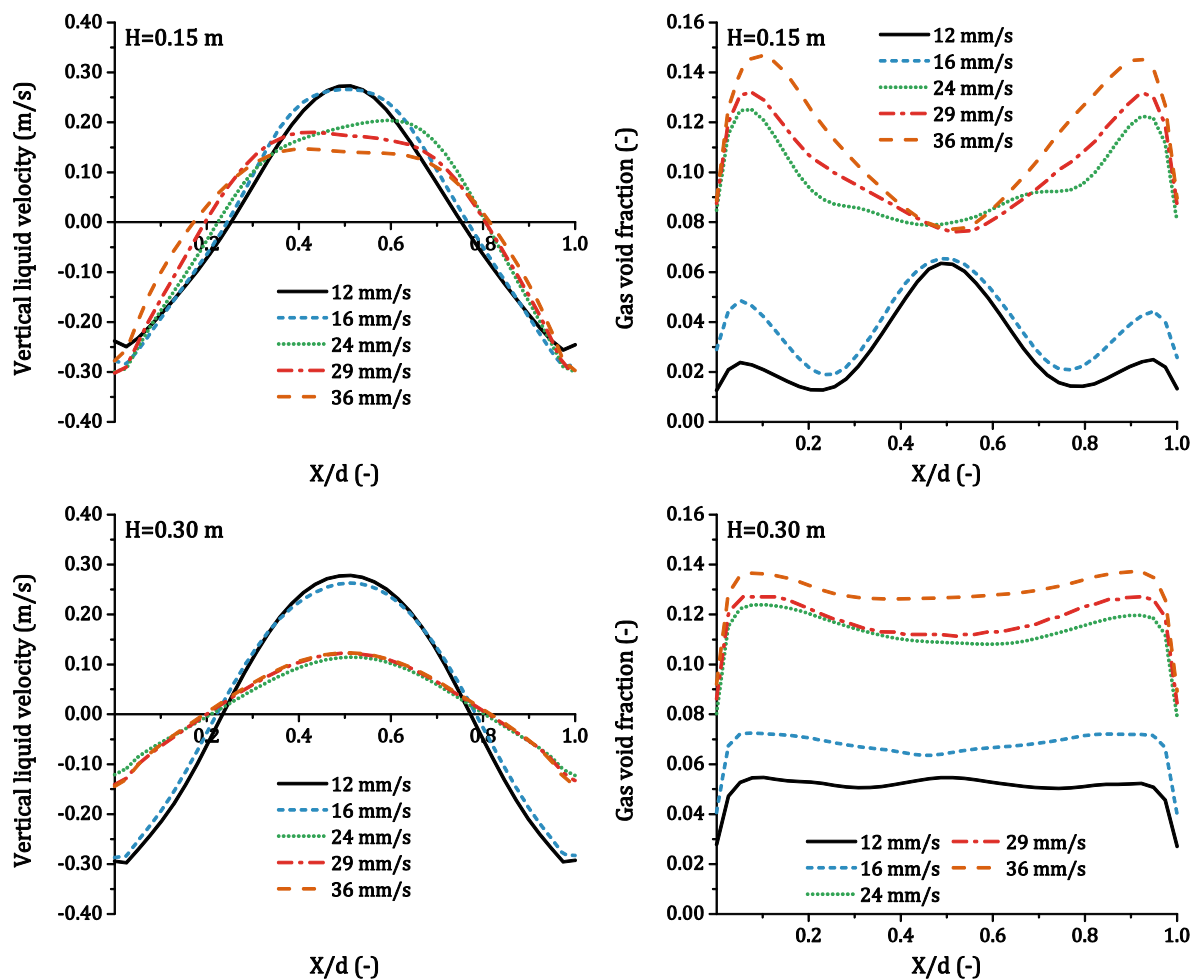 H=0.15 m
Vertical liquid velocity (m/s)
0.40
0.30
0.20
0.10
0.00
-0.10
-0.20
-0.30
-0.40
0.2 0.4 0.6 0.8 1.0
12 mm/s
16 mm/s
24 mm/s
29 mm/s
36 mm/s
X/d (-)
H=0.15 m
Gas void fraction (-)
0.16
0.14
0.12
0.10
0.08
0.06
0.04
0.02
0.00
12 mm/s
16 mm/s
24 mm/s
29 mm/s
36 mm/s
0.2 0.4 0.6 0.8 1.0
X/d (-)
H=0.30 m
Vertical liquid velocity (m/s)
0.40
0.30
0.20
0.10
0.00
-0.10
-0.20
-0.30
-0.40
0.2 0.4 0.6 0.8 1.0
12 mm/s
16 mm/s
24 mm/s
29 mm/s
36 mm/s
X/d (-)
H=0.30 m
Gas void fraction (-)
0.16
0.14
0.12
0.10
0.08
0.06
0.04
0.02
0.00
12 mm/s 29 mm/s
16 mm/s 36 mm/s
24 mm/s
0.2 0.4 0.6 0.8 1.0
X/d (-)